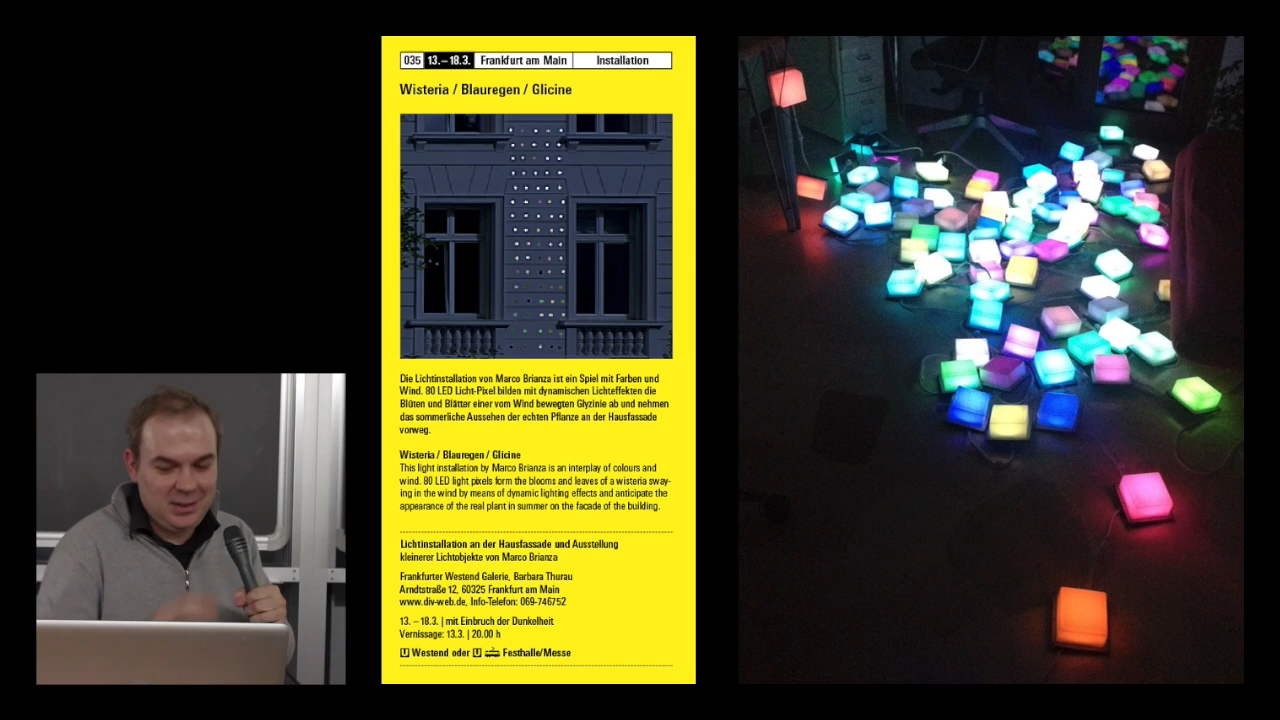 035 13.–18.3. Frankfurt am Main Installation
Wisteria / Blauregen / Glicine
Die Lichtinstallation von Marco Brianza ist ein Spiel mit Farben und
Wind. 80 LED Licht-Pixel bilden mit dynamischen Lichteffekten die
Blüten und Blätter einer vom Wind bewegten Glyzinie ab und nehmen
das sommerliche Aussehen der echten Pflanze an der Hausfassade
vorweg.
Wisteria / Blauregen / Glicine
This light installation by Marco Brianza is an interplay of colours and
wind. 80 LED light pixels form the blooms and leaves of a wisteria sway-
ing in the wind by means of dynamic lighting effects and anticipate the
appearance of the real plant in summer on the facade of the building.
Lichtinstallation an der Hausfassade und Ausstellung
kleinerer Lichtobjekte von Marco Brianza
Frankfurter Westend Galerie, Barbara Thurau
Arndtstraße 12, 60325 Frankfurt am Main
www.div-web.de, Info-Telefon: 069-746752
13. – 18.3. | mit Einbruch der Dunkelheit
Vernissage: 13.3. | 20.00 h
U Westend oder U Festhalle/Messe